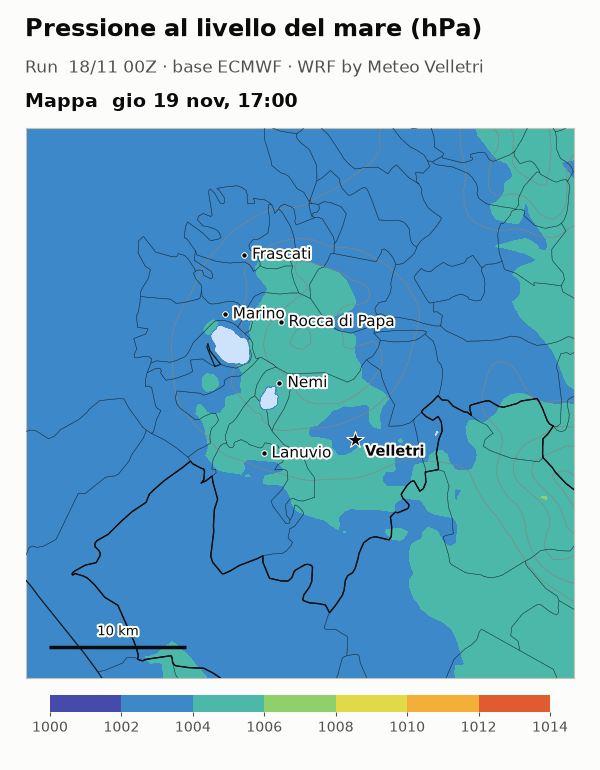 Pressione al livello del mare (hPa)
Run  18/11 00Z · base ECMWF · WRF by Meteo Velletri
Mappa  gio 19 nov, 17:00
Frascati
Marino
Rocca di Papa
Nemi
Velletri
Lanuvio
10 km
1000 1002 1004 1006 1008 1010 1012 1014